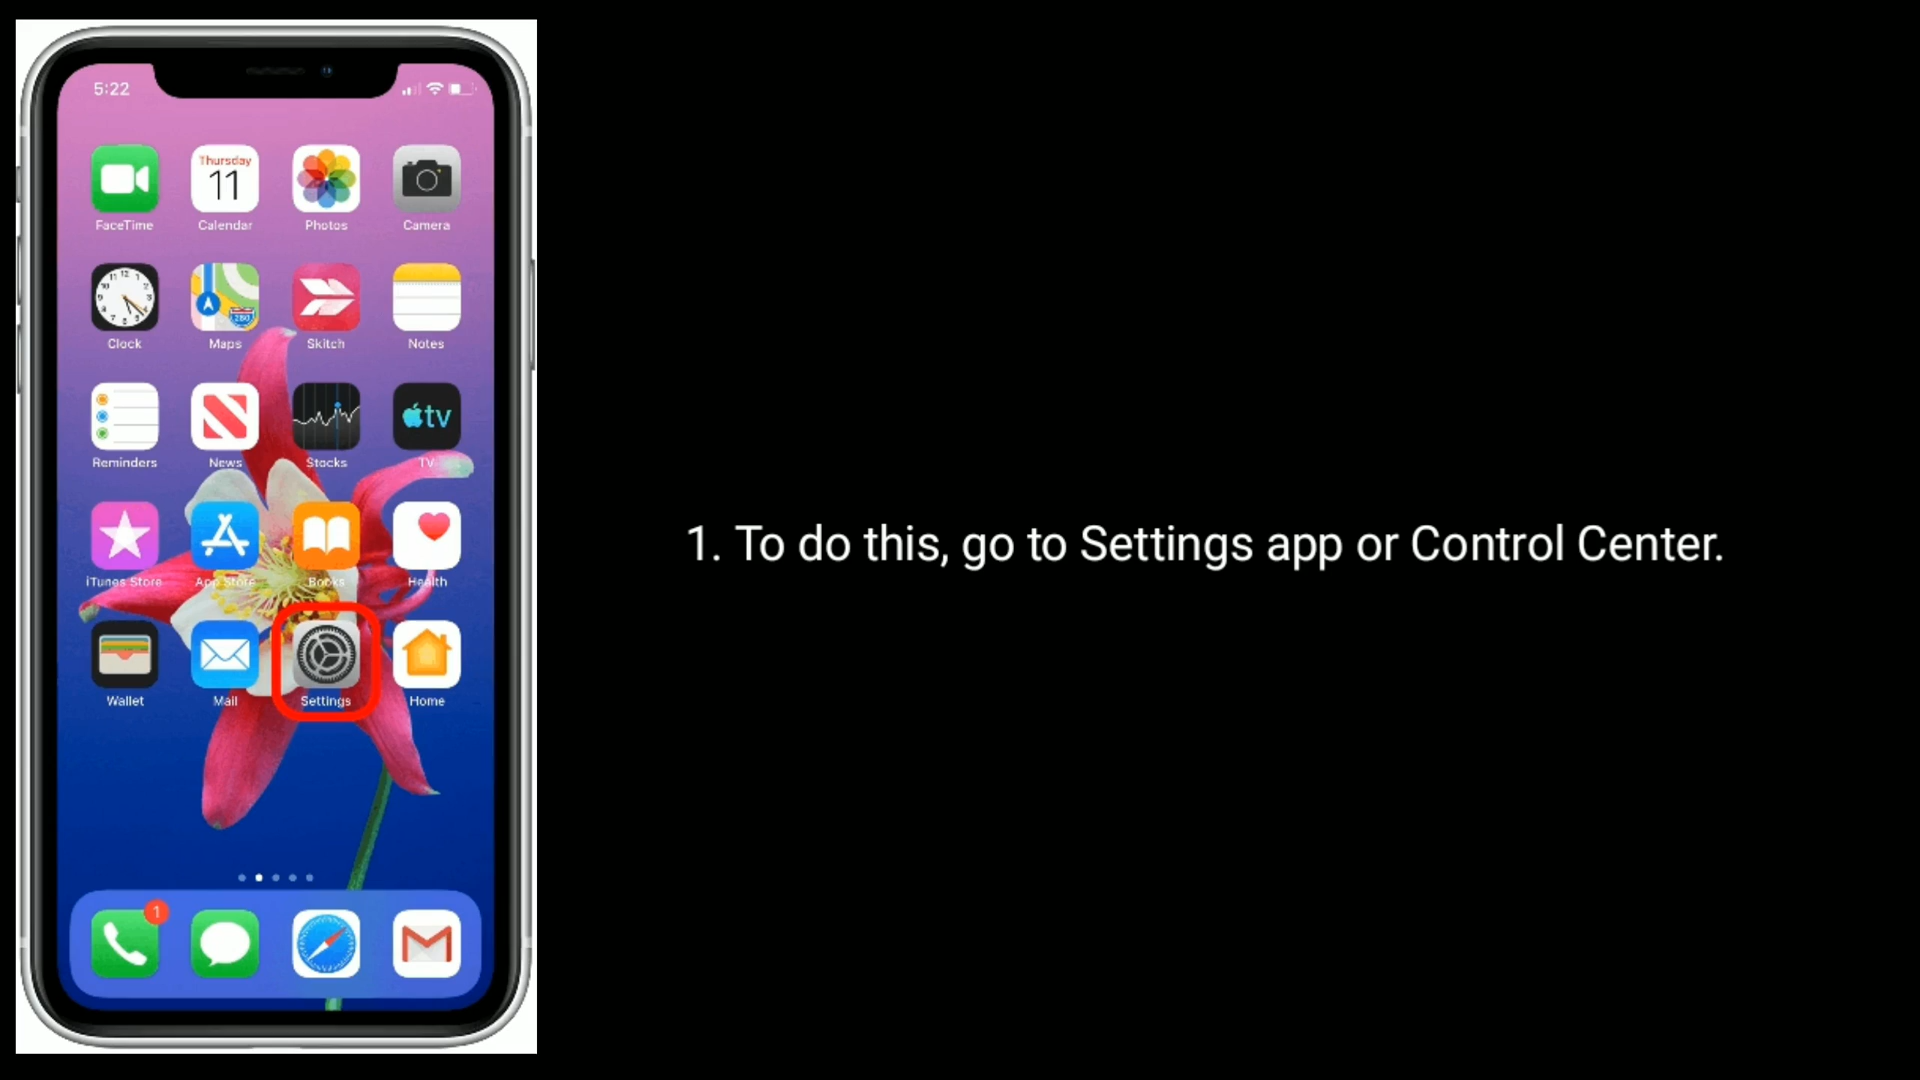 5:22
Thursday
11
FaceTime
Calendar
Photos
Camera
280
Clock
Maps
Skitch
Notes
tv
Reminders
News
Stocks
TV
iTunes Store
App Store
Books
Health
Wallet
Mail
Settings
Home
1
1. To do this, go to Settings app or Control Center.